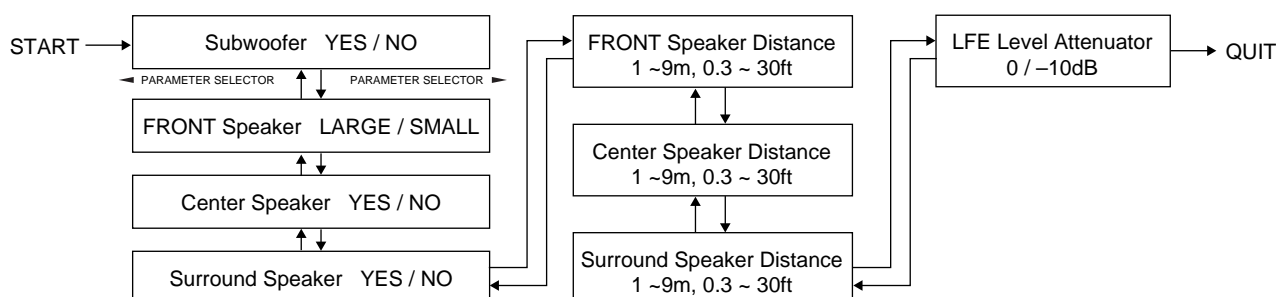 START
Subwoofer YES / NO
PARAMETER SELECTOR PARAMETER SELECTOR
FRONT Speaker LARGE / SMALL
Center Speaker YES / NO
Surround Speaker YES / NO
FRONT Speaker Distance
1 ~9m, 0.3 ~ 30ft
Center Speaker Distance
1 ~9m, 0.3 ~ 30ft
Surround Speaker Distance
1 ~9m, 0.3 ~ 30ft
LFE Level Attenuator
0 / –10dB
QUIT